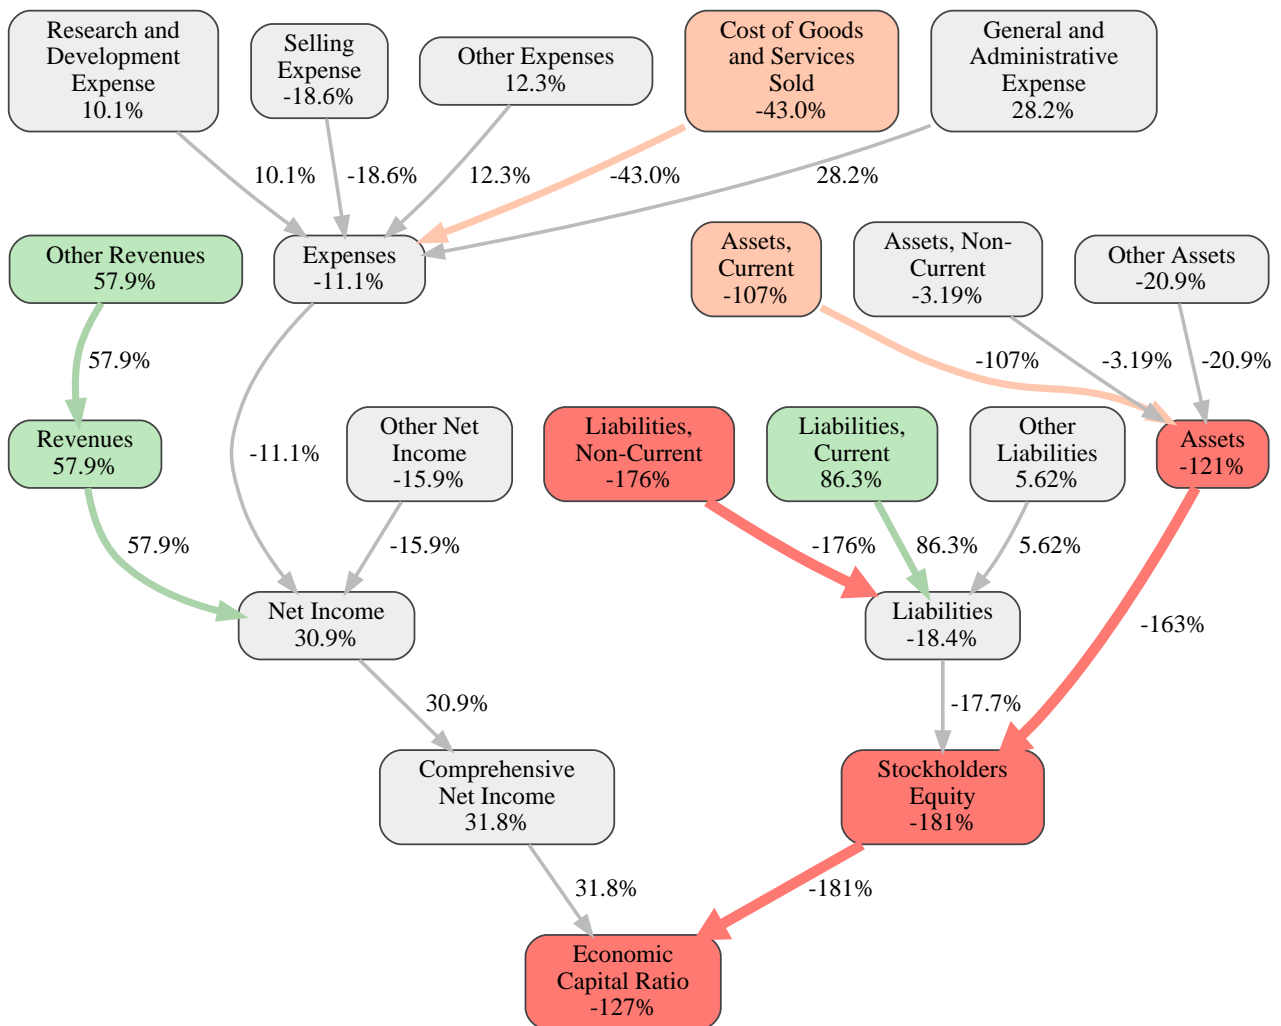 Research and
Development
Expense
10.1%
Selling
Expense
-18.6%
Other Expenses
12.3%
Cost of Goods
and Services
Sold
-43.0%
General and
Administrative
Expense
28.2%
10.1%
-18.6%
12.3%
-43.0%
28.2%
Other Revenues
57.9%
Expenses
-11.1%
Assets,
Current
-107%
Assets, Non-
Current
-3.19%
Other Assets
-20.9%
57.9%
-107%
-3.19%
-20.9%
Revenues
57.9%
-11.1%
Other Net
Income
-15.9%
Liabilities,
Non-Current
-176%
Liabilities,
Current
86.3%
Other
Liabilities
5.62%
Assets
-121%
57.9%
-15.9%
-176%
86.3%
5.62%
Net Income
30.9%
Liabilities
-18.4%
-163%
30.9%
-17.7%
Comprehensive
Net Income
31.8%
Stockholders
Equity
-181%
31.8%
-181%
Economic
Capital Ratio
-127%